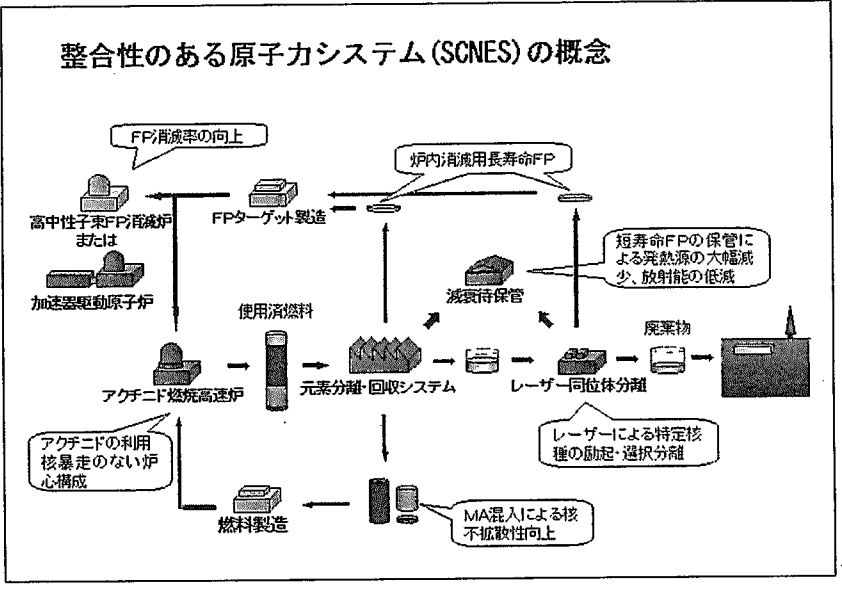 整合性のある原子力システム(SCNES)の概念
FP消滅率の向上
炉内消滅用長寿命FP
高中性子束FP消滅炉
または
加速器駆動原子炉
FPターゲット製造
短寿命FPの保管に
よる発熱源の大幅減
少、放射能の低減
減衰待保管
使用済燃料
廃棄物
アクチニド燃焼高速炉
元素分離・回収システム
レーザー同位体分離
アクチニドの利用
核暴走のない炉
心構成
レーザーによる特定核
種の励起・選択分離
燃料製造
MA混入による核
不拡散性向上